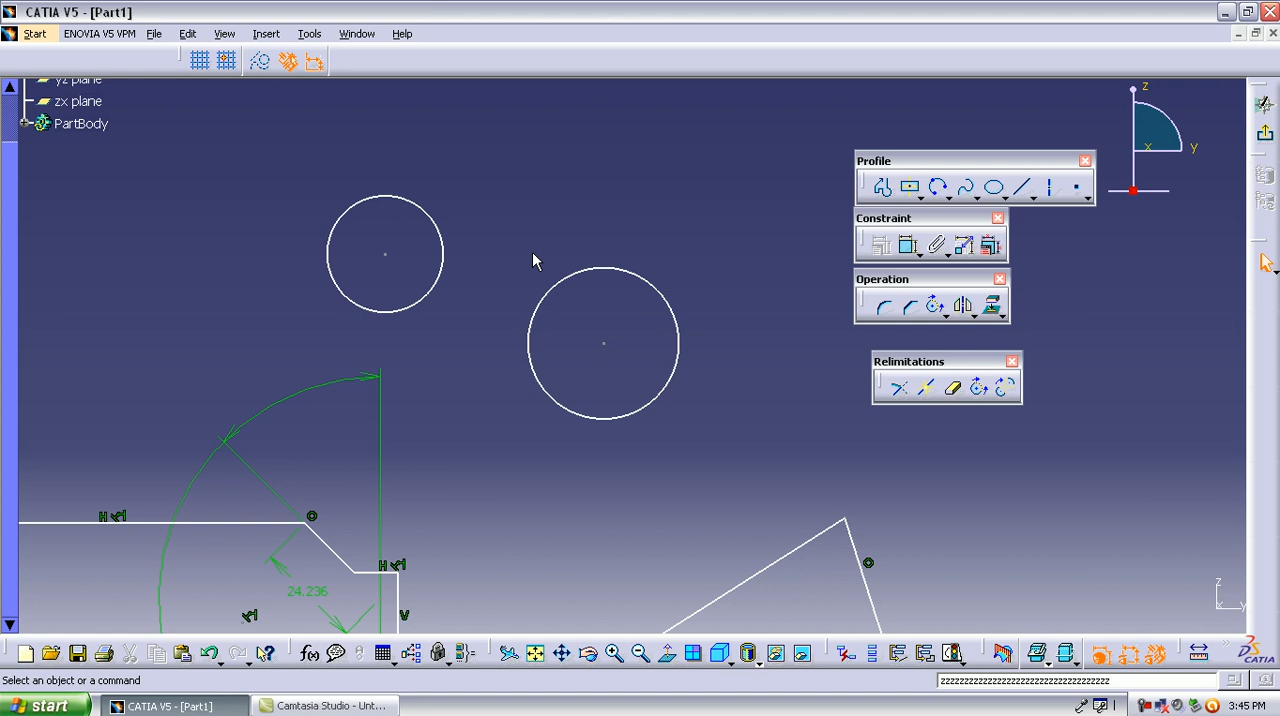 CATIA V5 - [Part1]
Start ENOVIA V5 VPM File Edit View Insert Tools Window Help
yz plane
zx plane
PartBody
z
x
y
Profile
Constraint
Operation
Relimitations
H
H
V
24.236
z
x y
CATIA
Select an object or a command
zzzzzzzzzzzzzzzzzzzzzzzzzzzzzzzzzzzzz
start
CATIA V5 - [Part1]
Camtasia Studio - Unt...
3:45 PM